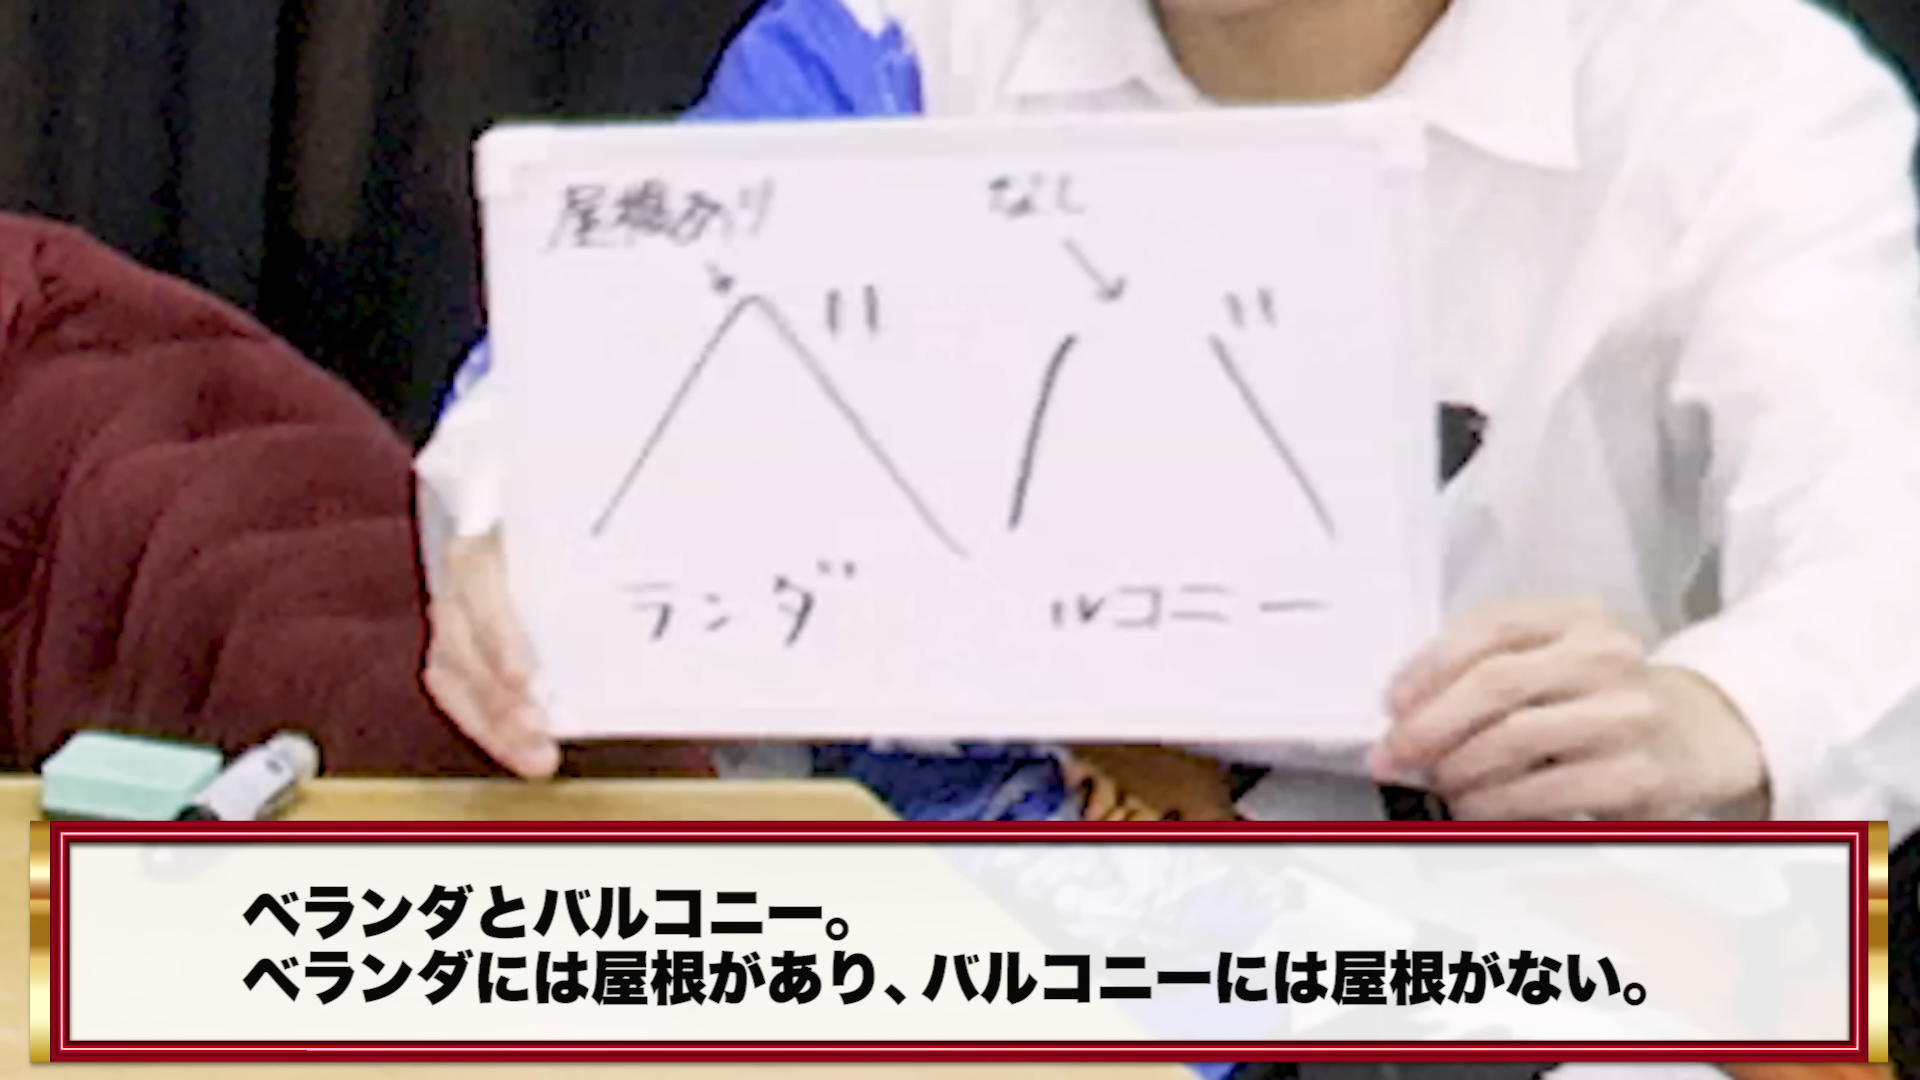 屋根あり
なし
ベ
バ
ランダ
ルコニー
ベランダとバルコニー。
ベランダには屋根があり、バルコニーには屋根がない。